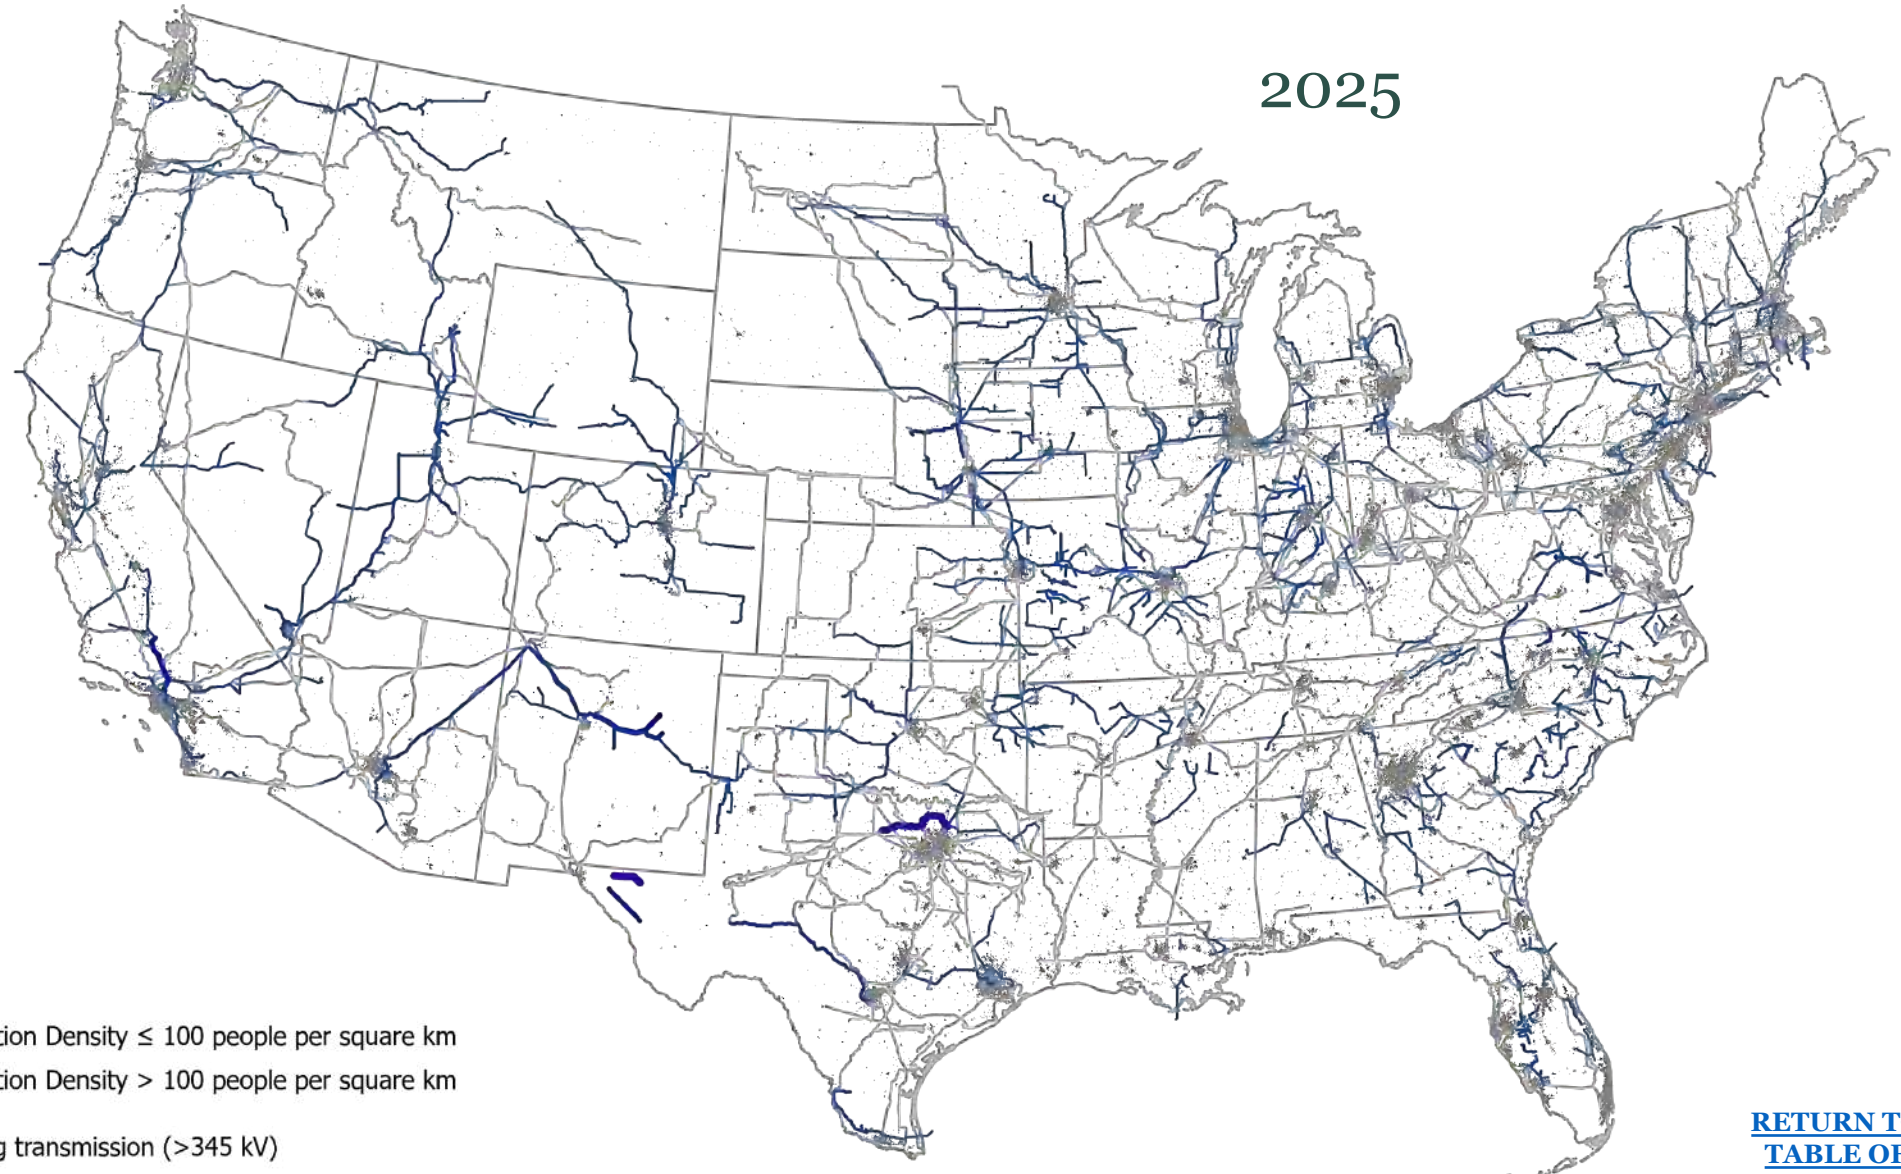 2025
tion Density ≤ 100 people per square km
tion Density > 100 people per square km
g transmission (>345 kV)
RETURN T
TABLE OF